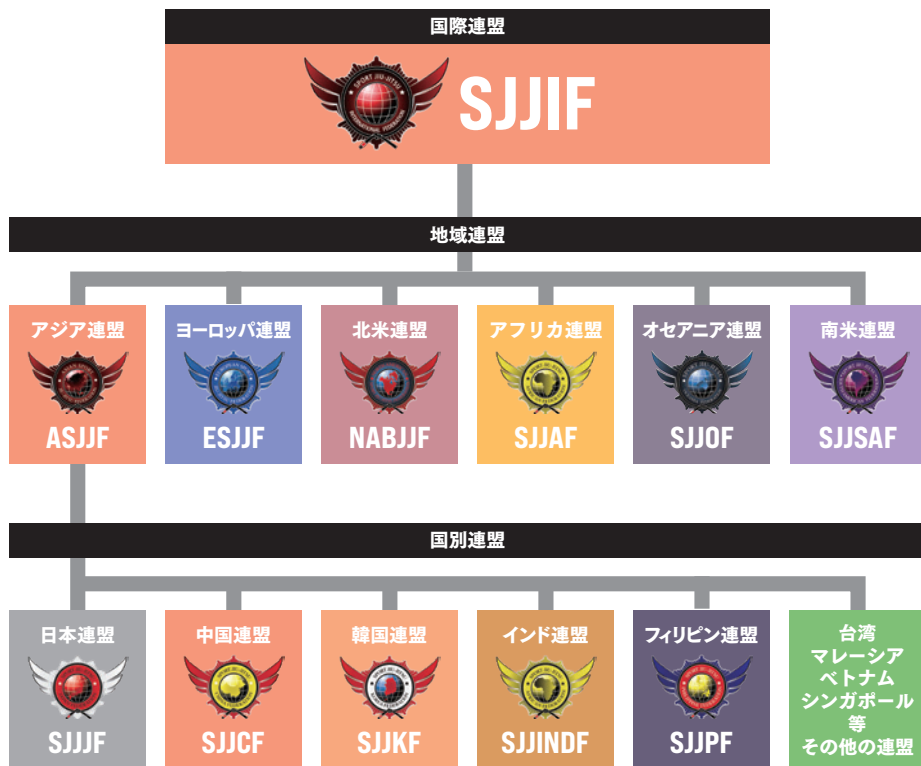 国際連盟
SPORT JIU-JITSU
INTERNATIONAL FEDERATION
SJJIF
地域連盟
アジア連盟
ASJJF
ヨーロッパ連盟
ESJJF
北米連盟
NABJJF
アフリカ連盟
SJJAF
オセアニア連盟
SJJOF
南米連盟
SJJSAF
国別連盟
日本連盟
SJJJF
中国連盟
SJJCF
韓国連盟
SJJKF
インド連盟
SJJINDF
フィリピン連盟
SJJPF
台湾
マレーシア
ベトナム
シンガポール
等
その他の連盟